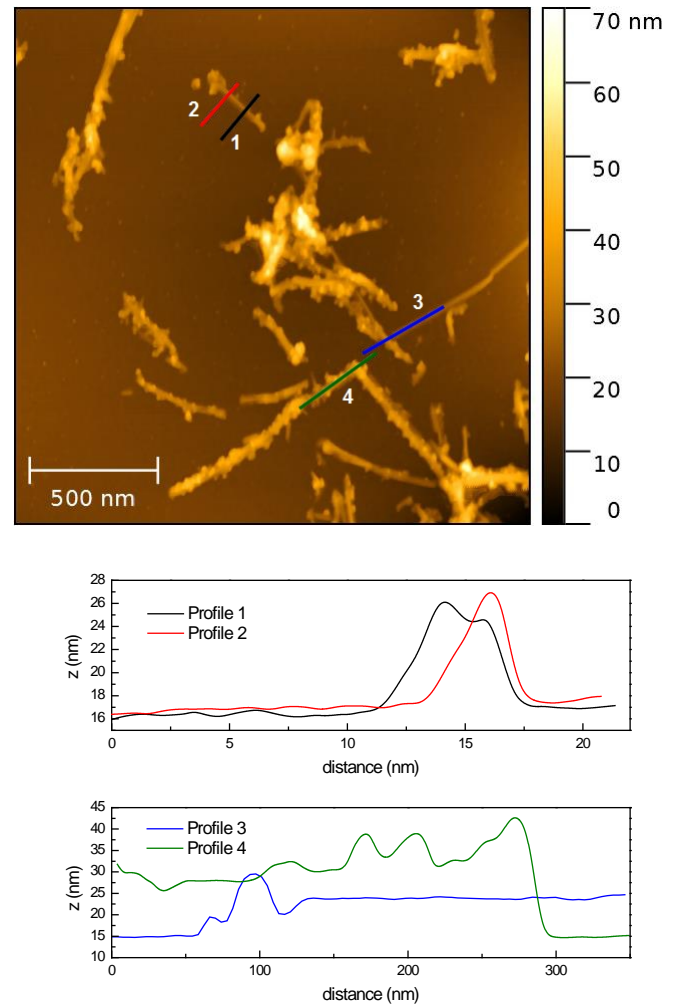 70 nm
60
50
40
30
20
10
0
2
1
3
4
500 nm
28
26
24
22
20
18
16
z (nm)
Profile 1
Profile 2
0 5 10 15 20
distance (nm)
45
40
35
30
25
20
15
10
z (nm)
Profile 3
Profile 4
0 100 200 300
distance (nm)